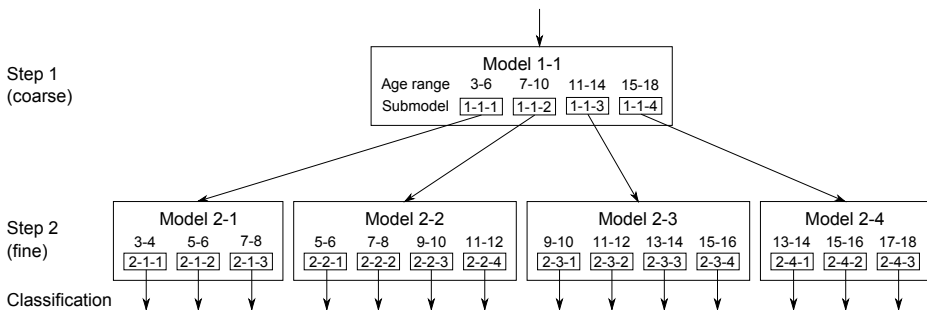 Step 1
(coarse)
Model 1-1
Age range 3-6 7-10 11-14 15-18
Submodel 1-1-1 1-1-2 1-1-3 1-1-4
Step 2
(fine)
Model 2-1 Model 2-2 Model 2-3 Model 2-4
3-4 5-6 7-8 5-6 7-8 9-10 11-12 9-10 11-12 13-14 15-16 13-14 15-16 17-18
2-1-1 2-1-2 2-1-3 2-2-1 2-2-2 2-2-3 2-2-4 2-3-1 2-3-2 2-3-3 2-3-4 2-4-1 2-4-2 2-4-3
Classification